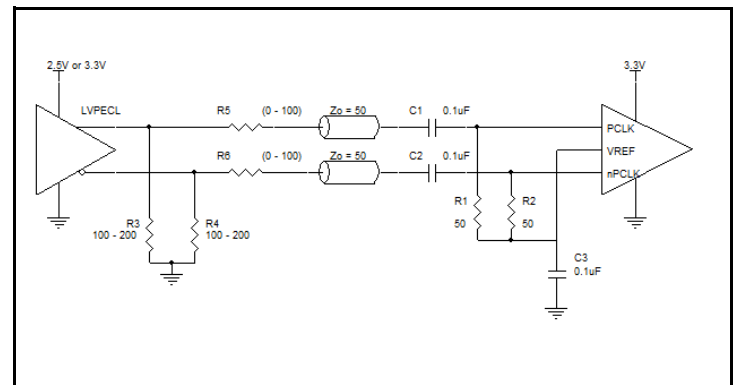 2.5V or 3.3V
3.3V
LVPECL
R5
(0 - 100)
Zo = 50
C1
0.1uF
PCLK
VREF
R6
(0 - 100)
Zo = 50
C2
0.1uF
nPCLK
R1
50
R2
50
R3
100 - 200
R4
100 - 200
C3
0.1uF